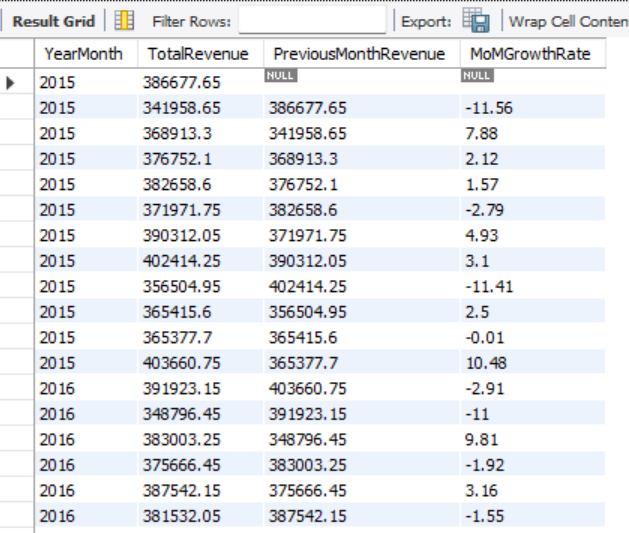 Result Grid Filter Rows: Export: Wrap Cell Conten
YearMonth TotalRevenue PreviousMonthRevenue MoMGrowthRate
2015 386677.65 NULL NULL
2015 341958.65 386677.65 -11.56
2015 368913.3 341958.65 7.88
2015 376752.1 368913.3 2.12
2015 382658.6 376752.1 1.57
2015 371971.75 382658.6 -2.79
2015 390312.05 371971.75 4.93
2015 402414.25 390312.05 3.1
2015 356504.95 402414.25 -11.41
2015 365415.6 356504.95 2.5
2015 365377.7 365415.6 -0.01
2015 403660.75 365377.7 10.48
2016 391923.15 403660.75 -2.91
2016 348796.45 391923.15 -11
2016 383003.25 348796.45 9.81
2016 375666.45 383003.25 -1.92
2016 387542.15 375666.45 3.16
2016 381532.05 387542.15 -1.55